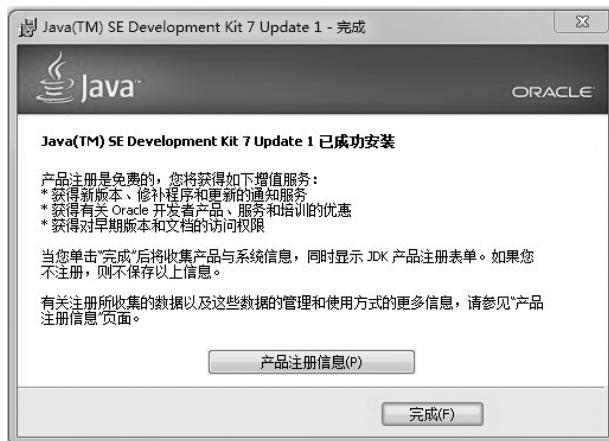 Java(TM) SE Development Kit 7 Update 1 - 完成
Java™
ORACLE
Java(TM) SE Development Kit 7 Update 1 已成功安装
产品注册是免费的，您将获得如下增值服务：
* 获得新版本、修补程序和更新的通知服务
* 获得有关 Oracle 开发者产品、服务和培训的优惠
* 获得对早期版本和文档的访问权限
当您单击“完成”后将收集产品与系统信息，同时显示 JDK 产品注册表单。如果您
不注册，则不保存以上信息。
有关注册所收集的数据以及这些数据的管理和使用方式的更多信息，请参见“产品
注册信息”页面。
产品注册信息(P)
完成(F)